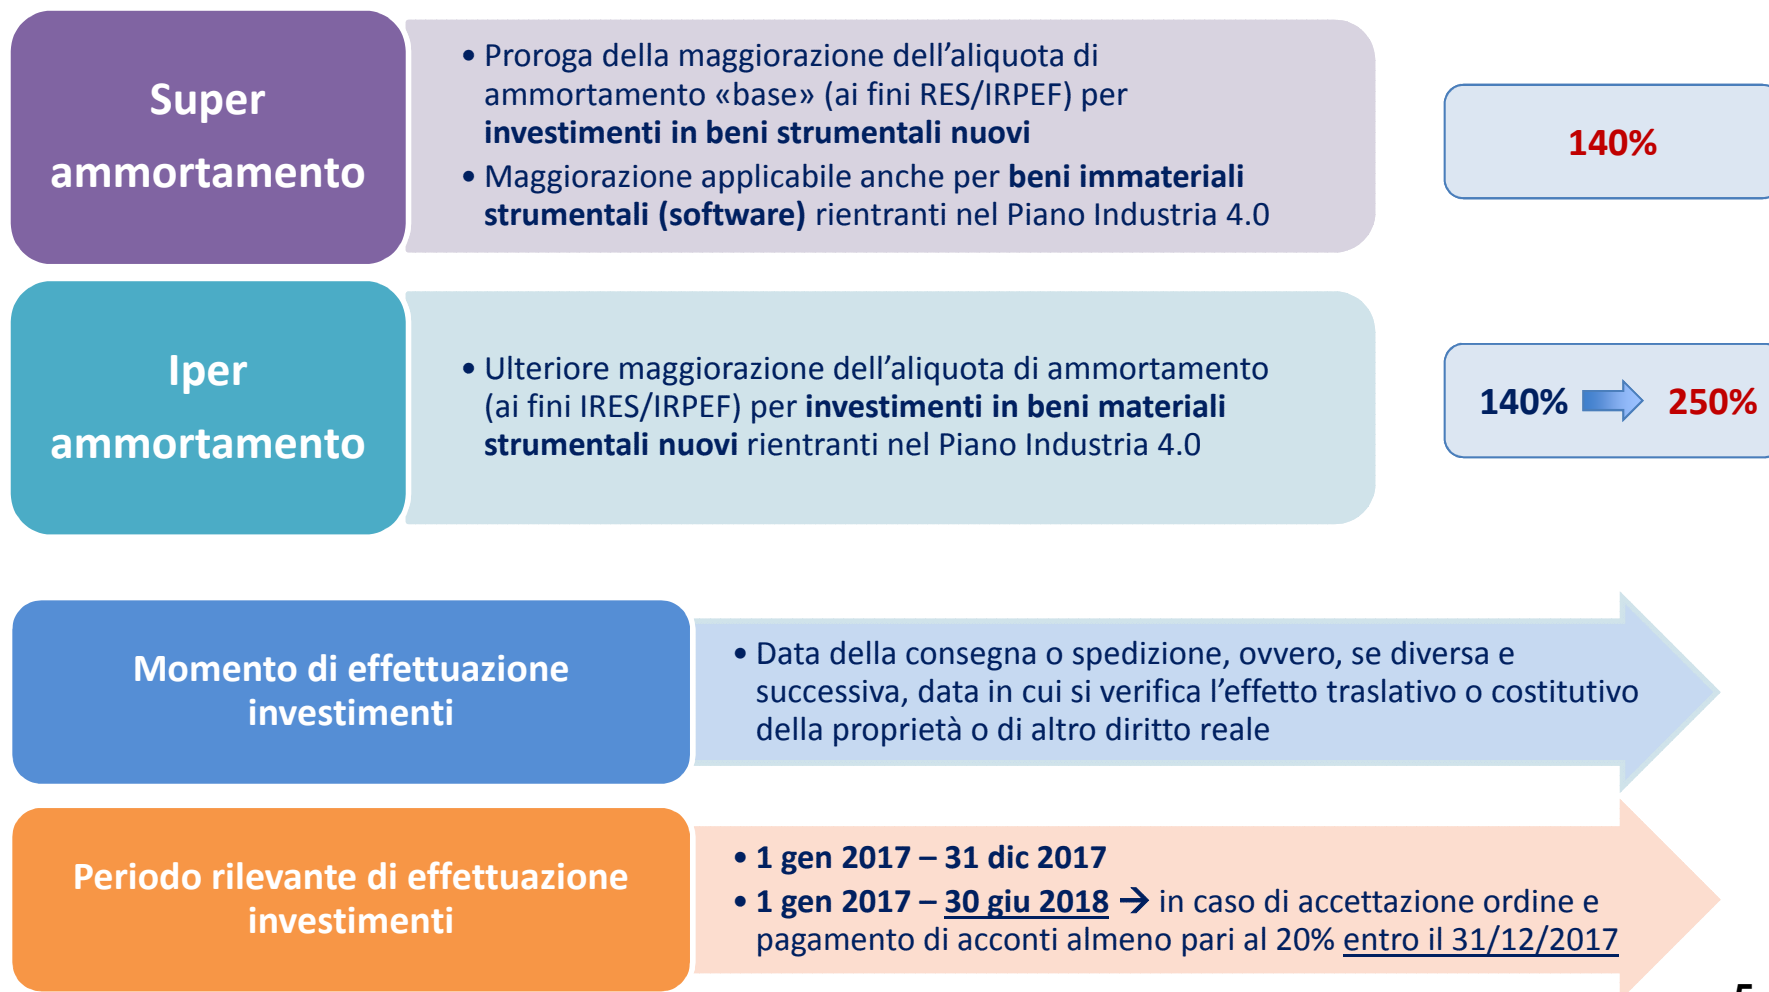 Super
ammortamento
• Proroga della maggiorazione dell’aliquota di
ammortamento «base» (ai fini RES/IRPEF) per
investimenti in beni strumentali nuovi
• Maggiorazione applicabile anche per beni immateriali
strumentali (software) rientranti nel Piano Industria 4.0
140%
Iper
ammortamento
• Ulteriore maggiorazione dell’aliquota di ammortamento
(ai fini IRES/IRPEF) per investimenti in beni materiali
strumentali nuovi rientranti nel Piano Industria 4.0
140% 250%
Momento di effettuazione
investimenti
• Data della consegna o spedizione, ovvero, se diversa e
successiva, data in cui si verifica l’effetto traslativo o costitutivo
della proprietà o di altro diritto reale
Periodo rilevante di effettuazione
investimenti
• 1 gen 2017 – 31 dic 2017
• 1 gen 2017 – 30 giu 2018 → in caso di accettazione ordine e
pagamento di acconti almeno pari al 20% entro il 31/12/2017